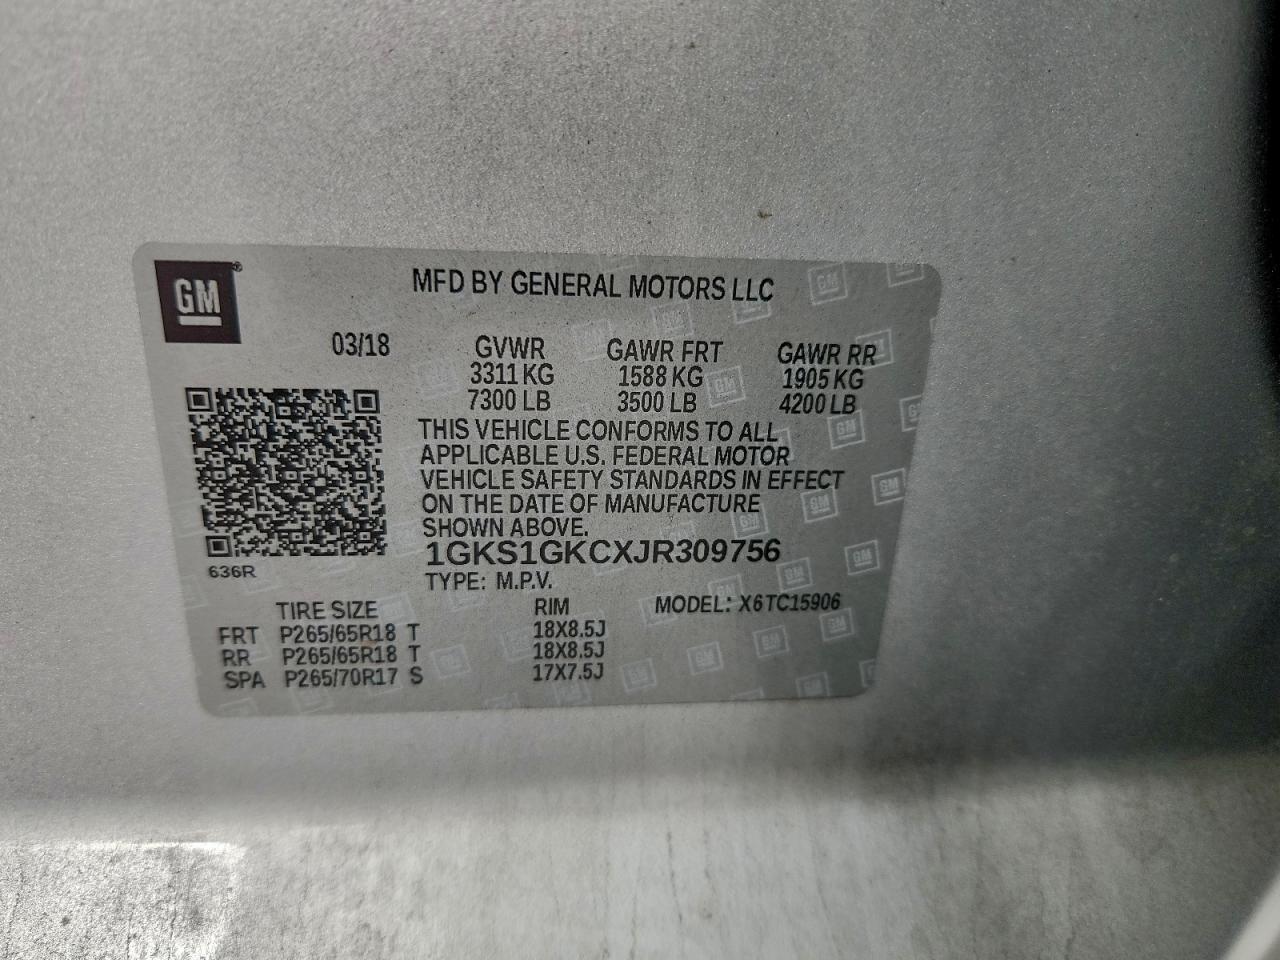 GM®
MFD BY GENERAL MOTORS LLC
03/18
GVWR GAWR FRT GAWR RR
3311 KG 1588 KG 1905 KG
7300 LB 3500 LB 4200 LB
THIS VEHICLE CONFORMS TO ALL
APPLICABLE U.S. FEDERAL MOTOR
VEHICLE SAFETY STANDARDS IN EFFECT
ON THE DATE OF MANUFACTURE
SHOWN ABOVE.
1GKS1GKCXJR309756
636R
TYPE: M.P.V.
TIRE SIZE RIM MODEL: X6TC15906
FRT P265/65R18 T 18X8.5J
RR P265/65R18 T 18X8.5J
SPA P265/70R17 S 17X7.5J